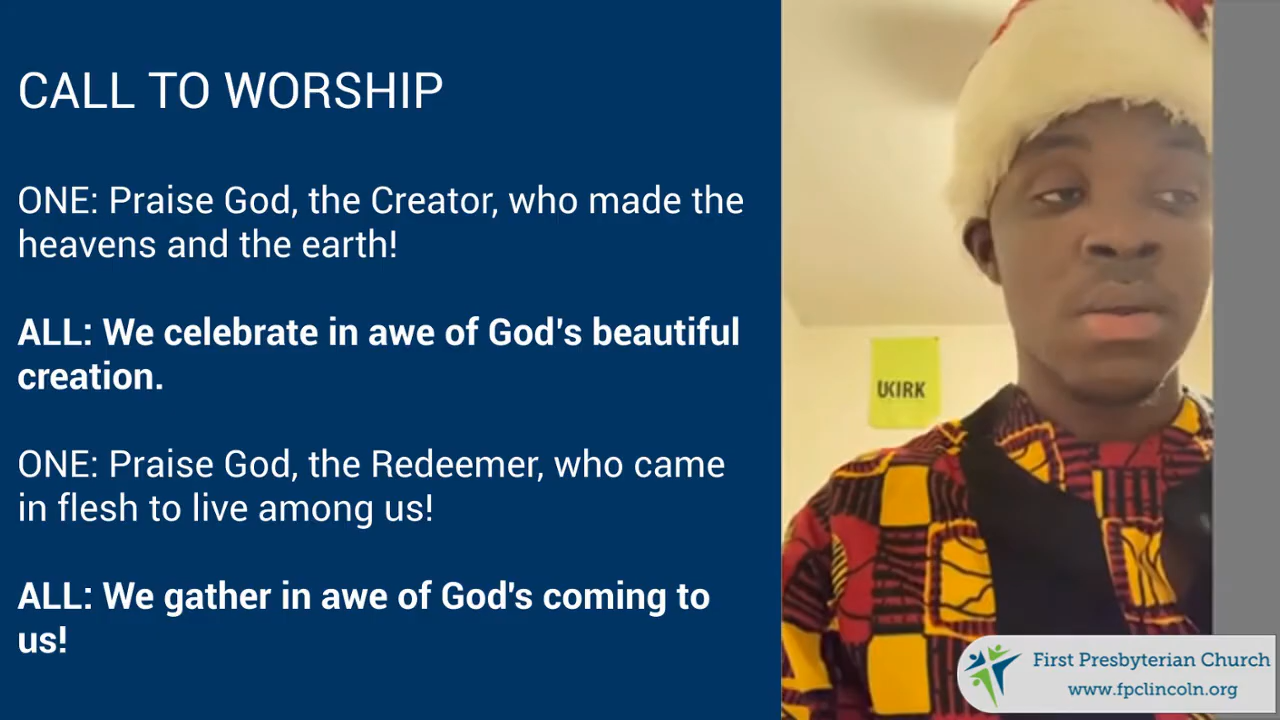 CALL TO WORSHIP
ONE: Praise God, the Creator, who made the
heavens and the earth!
ALL: We celebrate in awe of God's beautiful
creation.
ONE: Praise God, the Redeemer, who came
in flesh to live among us!
ALL: We gather in awe of God's coming to
us!
UKIRK
First Presbyterian Church
www.fpclincoln.org